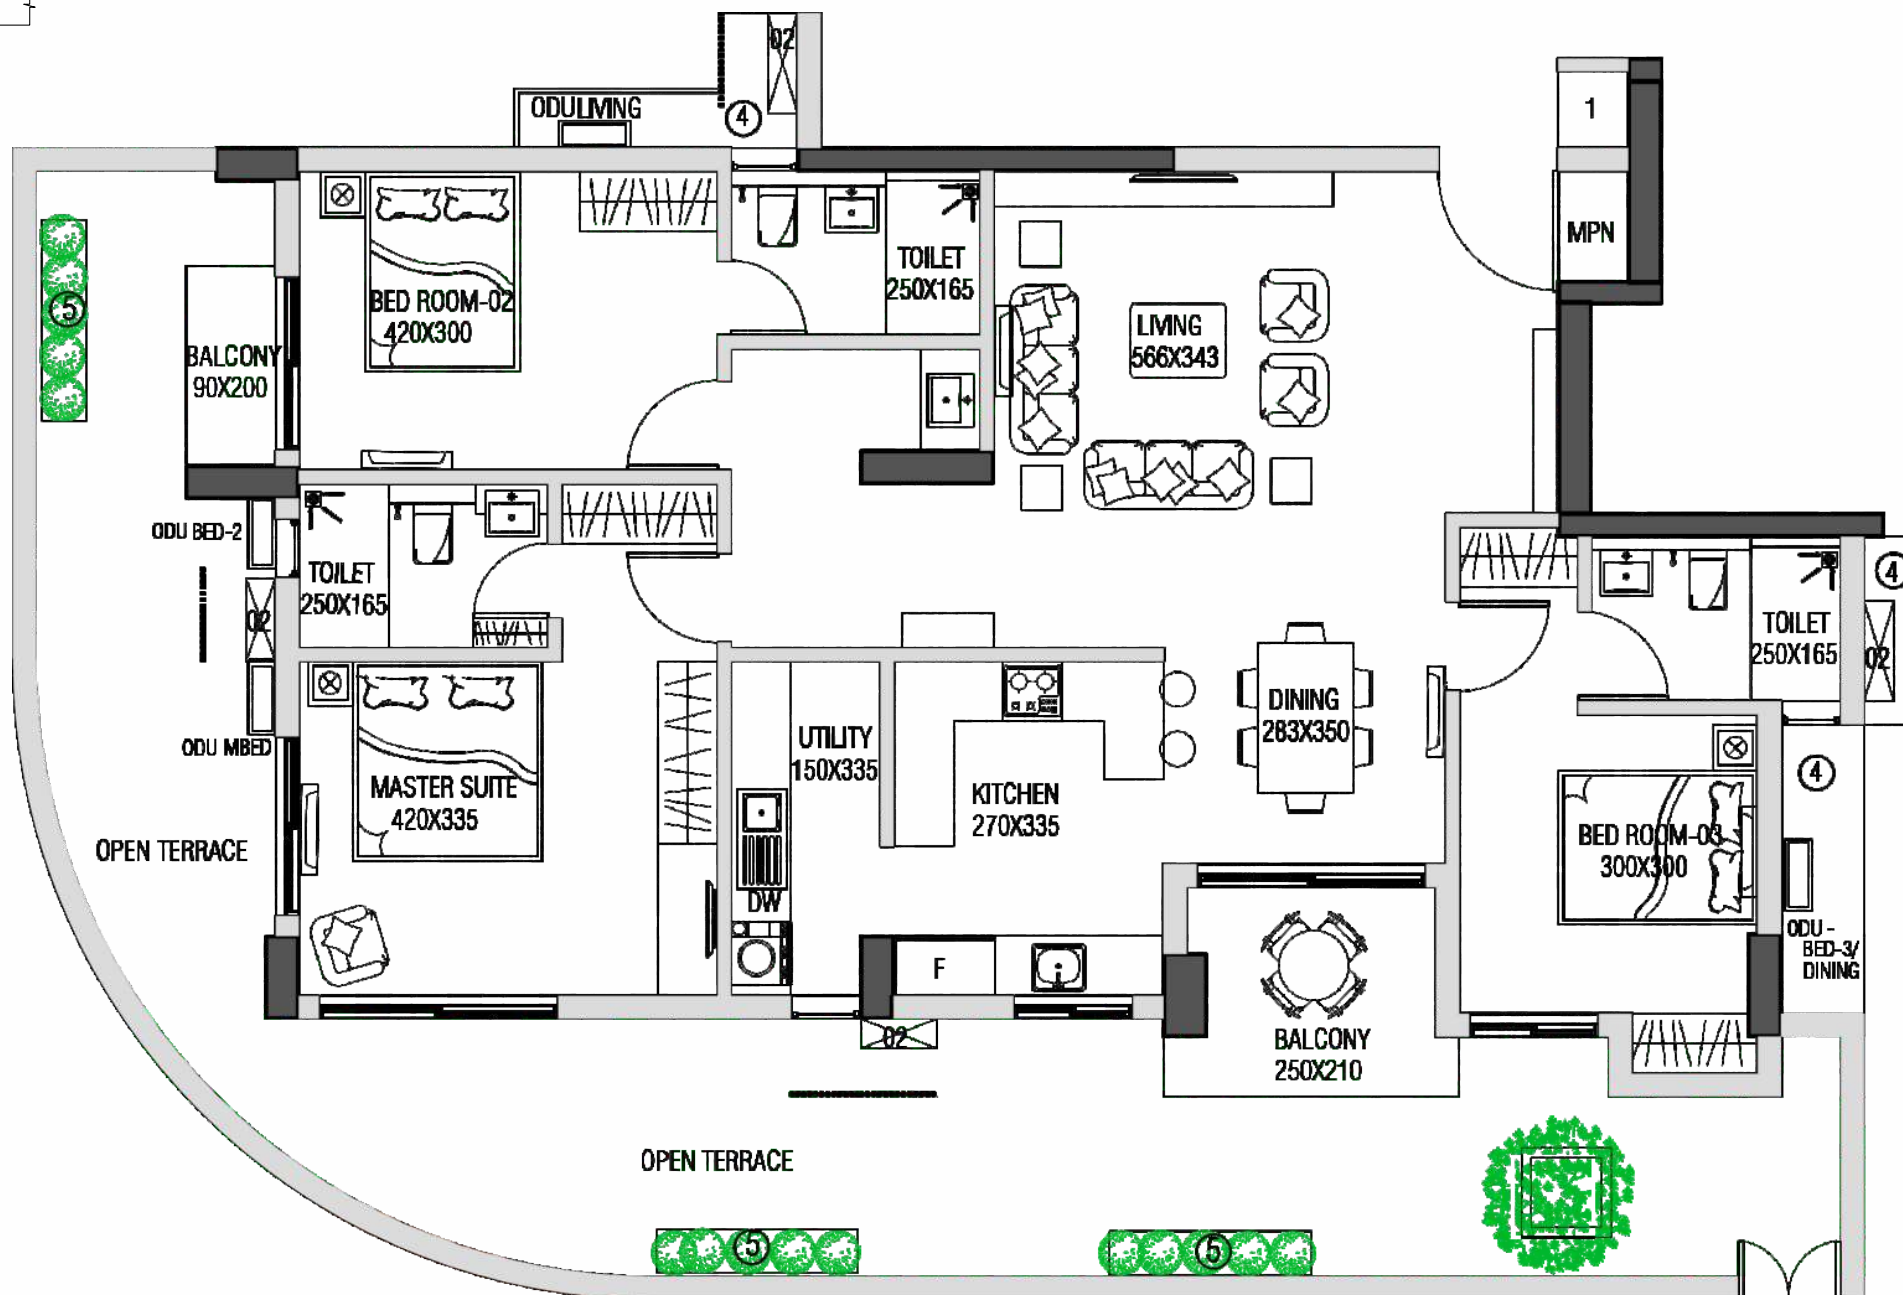 02
ODU LIVING
4
1
MPN
TOILET
250X165
BED ROOM-02
420X300
LIVNG
566X343
5
BALCONY
90X200
ODU BED-2
TOILET
250X165
02
4
TOILET
250X165
02
ODU MBED
MASTER SUITE
420X335
UTILITY
150X335
DINING
283X350
KITCHEN
270X335
4
BED ROOM-03
300X300
OPEN TERRACE
DW
F
ODU -
BED-3/
DINING
02
BALCONY
250X210
OPEN TERRACE
5
5